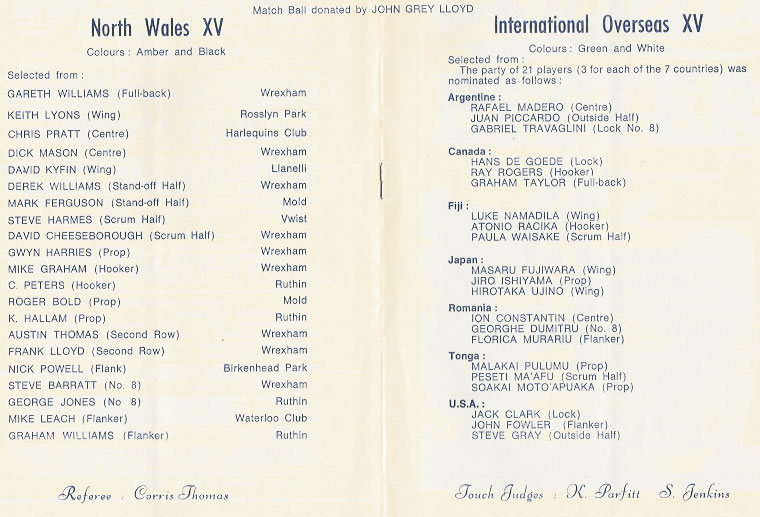 Match Ball donated by JOHN GREY LLOYD
North Wales XV
Colours : Amber and Black
Selected from :
GARETH WILLIAMS (Full-back) Wrexham
KEITH LYONS (Wing) Rosslyn Park
CHRIS PRATT (Centre) Harlequins Club
DICK MASON (Centre) Wrexham
DAVID KYFIN (Wing) Llanelli
DEREK WILLIAMS (Stand-off Half) Wrexham
MARK FERGUSON (Stand-off Half) Mold
STEVE HARMES (Scrum Half) Vwist
DAVID CHEESEBOROUGH (Scrum Half) Wrexham
GWYN HARRIES (Prop) Wrexham
MIKE GRAHAM (Hooker) Wrexham
C. PETERS (Hooker) Ruthin
ROGER BOLD (Prop) Mold
K. HALLAM (Prop) Ruthin
AUSTIN THOMAS (Second Row) Wrexham
FRANK LLOYD (Second Row) Wrexham
NICK POWELL (Flank) Birkenhead Park
STEVE BARRATT (No. 8) Wrexham
GEORGE JONES (No 8) Ruthin
MIKE LEACH (Flanker) Waterloo Club
GRAHAM WILLIAMS (Flanker) Ruthin
Referee : Corris Thomas
International Overseas XV
Colours : Green and White
Selected from :
The party of 21 players (3 for each of the 7 countries) was
nominated as follows :
Argentine :
RAFAEL MADERO (Centre)
JUAN PICCARDO (Outside Half)
GABRIEL TRAVAGLINI (Lock No. 8)
Canada :
HANS DE GOEDE (Lock)
RAY ROGERS (Hooker)
GRAHAM TAYLOR (Full-back)
Fiji :
LUKE NAMADILA (Wing)
ATONIO RACIKA (Hooker)
PAULA WAISAKE (Scrum Half)
Japan :
MASARU FUJIWARA (Wing)
JIRO ISHIYAMA (Prop)
HIROTAKA UJINO (Wing)
Romania :
ION CONSTANTIN (Centre)
GEORGHE DUMITRU (No. 8)
FLORICA MURARIU (Flanker)
Tonga :
MALAKAI PULUMU (Prop)
PESETI MA'AFU (Scrum Half)
SOAKAI MOTO'APUAKA (Prop)
U.S.A. :
JACK CLARK (Lock)
JOHN FOWLER (Flanker)
STEVE GRAY (Outside Half)
Touch Judges : K. Parfitt S. Jenkins